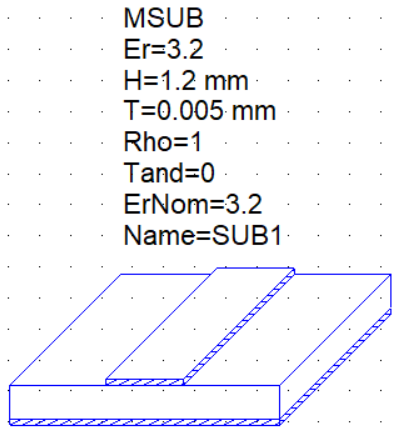 MSUB
Er=3.2
H=1.2 mm
T=0.005 mm
Rho=1
Tand=0
ErNom=3.2
Name=SUB1